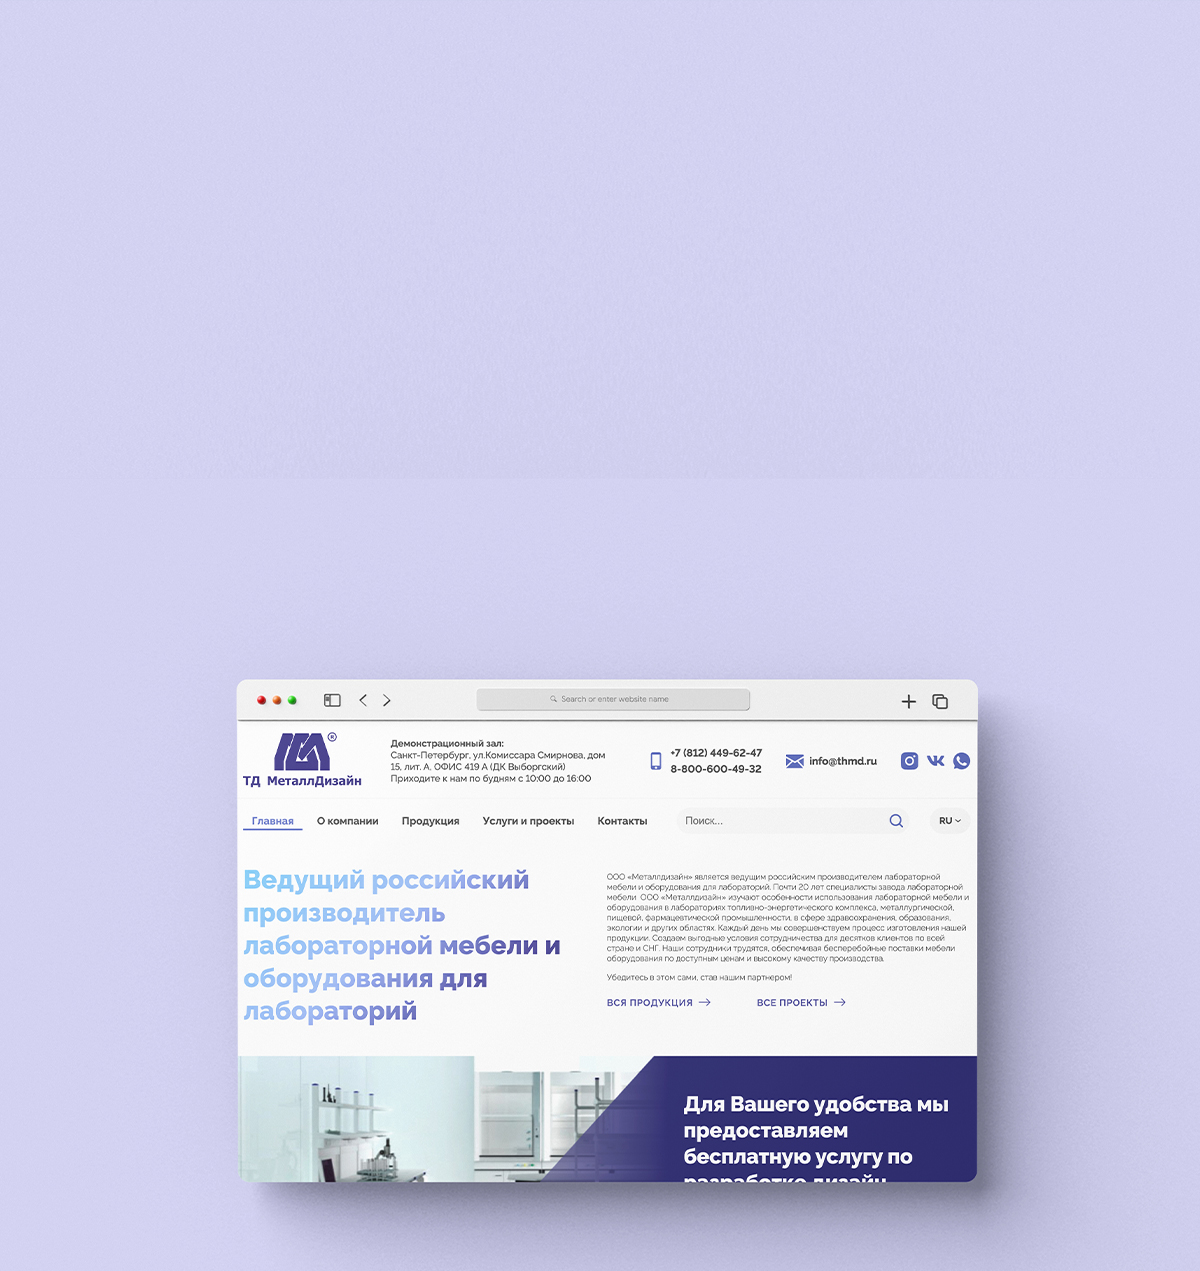 Search or enter website name
®
ТД МеталлДизайн
Демонстрационный зал:
Санкт-Петербург, ул.Комиссара Смирнова, дом
15, лит. А, ОФИС 419 А (ДК Выборгский)
Приходите к нам по будням с 10:00 до 16:00
+7 (812) 449-62-47
8-800-600-49-32
info@thmd.ru
Главная
О компании
Продукция
Услуги и проекты
Контакты
Поиск...
RU
Ведущий российский
производитель
лабораторной мебели и
оборудования для
лабораторий
ООО «Металлдизайн» является ведущим российским производителем лабораторной
мебели и оборудования для лабораторий. Почти 20 лет специалисты завода лабораторной
мебели ООО «Металлдизайн» изучают особенности использования лабораторной мебели и
оборудования в лабораториях топливно-энергетического комплекса, металлургической,
пищевой, фармацевтической промышленности, в сфере здравоохранения, образования,
экологии и других областях. Каждый день мы совершенствуем процесс изготовления нашей
продукции. Создаем выгодные условия сотрудничества для десятков клиентов по всей
стране и СНГ. Наши сотрудники трудятся, обеспечивая бесперебойные поставки мебели
оборудования по доступным ценам и высокому качеству производства.
Убедитесь в этом сами, став нашим партнером!
ВСЯ ПРОДУКЦИЯ
ВСЕ ПРОЕКТЫ
Для Вашего удобства мы
предоставляем
бесплатную услугу по
разработке дизайн